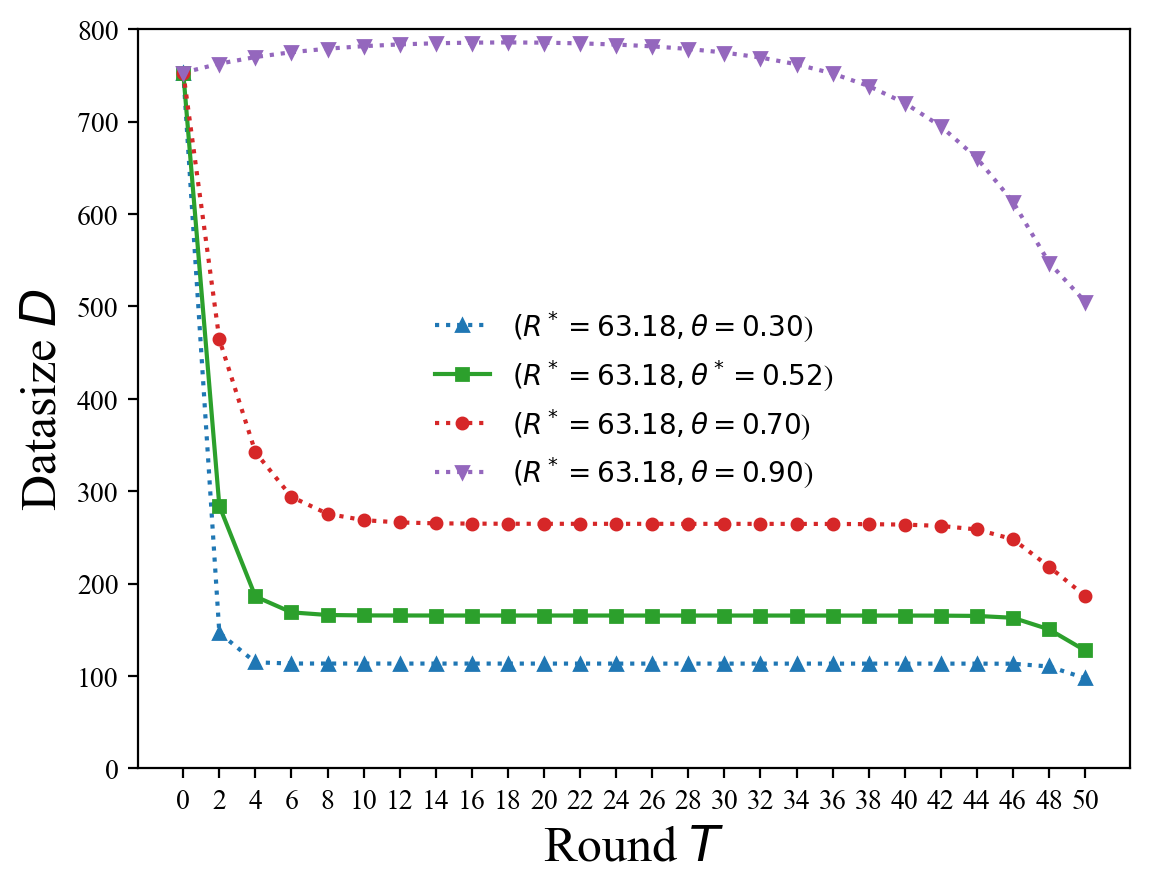 800
700
600
500
400
300
200
100
0
Datasize D
(R* = 63.18, θ = 0.30)
(R* = 63.18, θ* = 0.52)
(R* = 63.18, θ = 0.70)
(R* = 63.18, θ = 0.90)
0 2 4 6 8 10 12 14 16 18 20 22 24 26 28 30 32 34 36 38 40 42 44 46 48 50
Round T